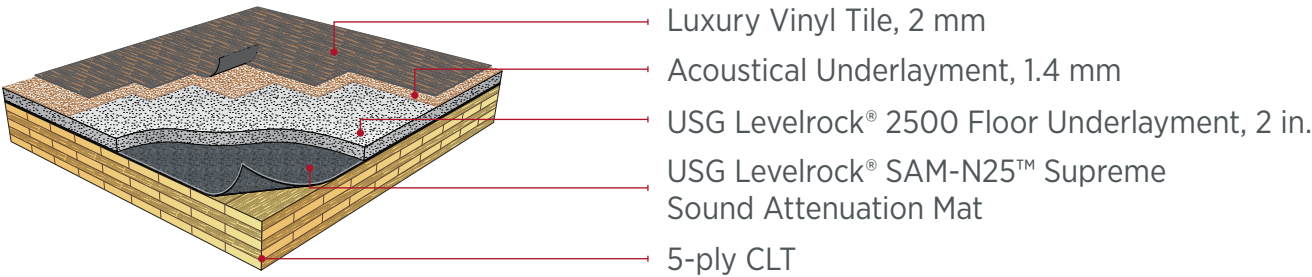 Luxury Vinyl Tile, 2 mm
Acoustical Underlayment, 1.4 mm
USG Levelrock® 2500 Floor Underlayment, 2 in.
USG Levelrock® SAM-N25™ Supreme
Sound Attenuation Mat
5-ply CLT